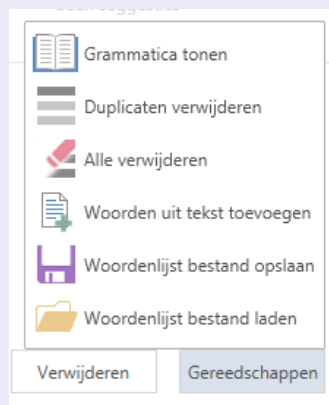 Grammatica tonen
Duplicaten verwijderen
Alle verwijderen
Woorden uit tekst toevoegen
Woordenlijst bestand opslaan
Woordenlijst bestand laden
Verwijderen
Gereedschappen